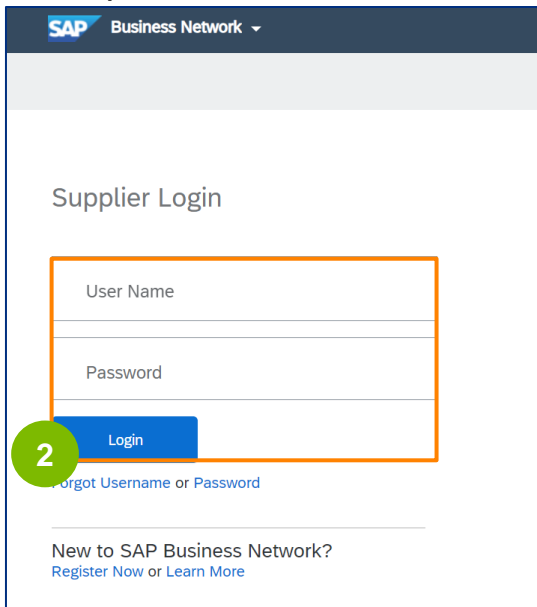 SAP Business Network
Supplier Login
User Name
Password
Login
2
Forgot Username or Password
New to SAP Business Network?
Register Now or Learn More